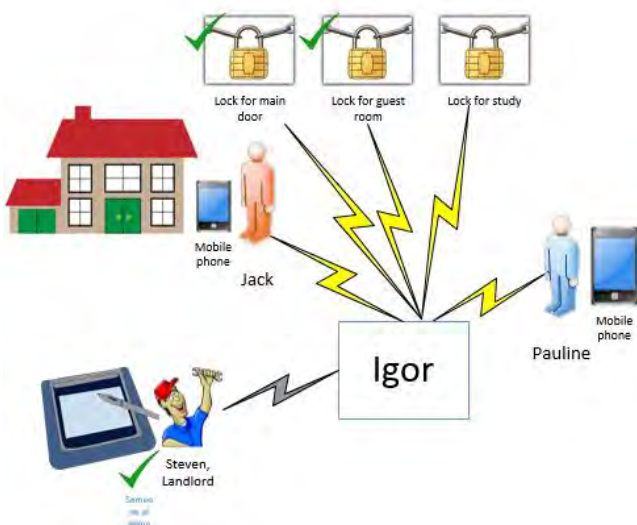 Lock for main
door
Lock for guest
room
Lock for study
Mobile
phone
Jack
Mobile
phone
Pauline
Igor
Steven,
Landlord